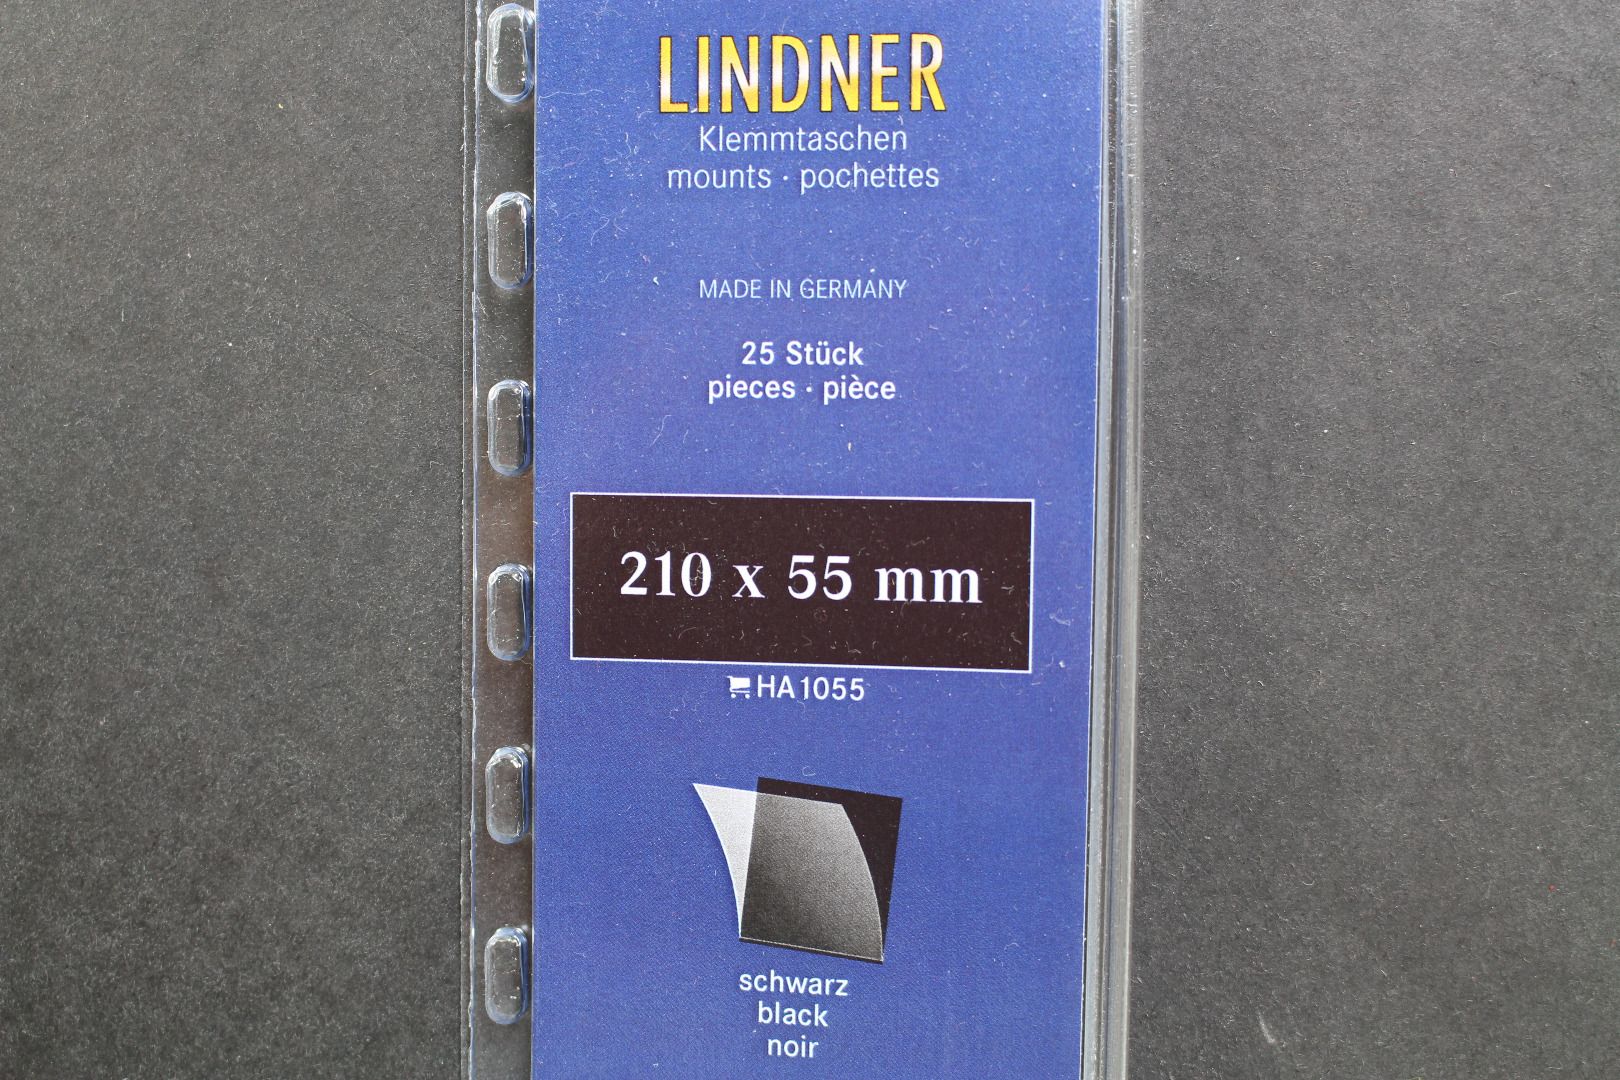 LINDNER
Klemmtaschen
mounts · pochettes
MADE IN GERMANY
25 Stück
pieces · pièce
210 x 55 mm
HA1055
schwarz
black
noir